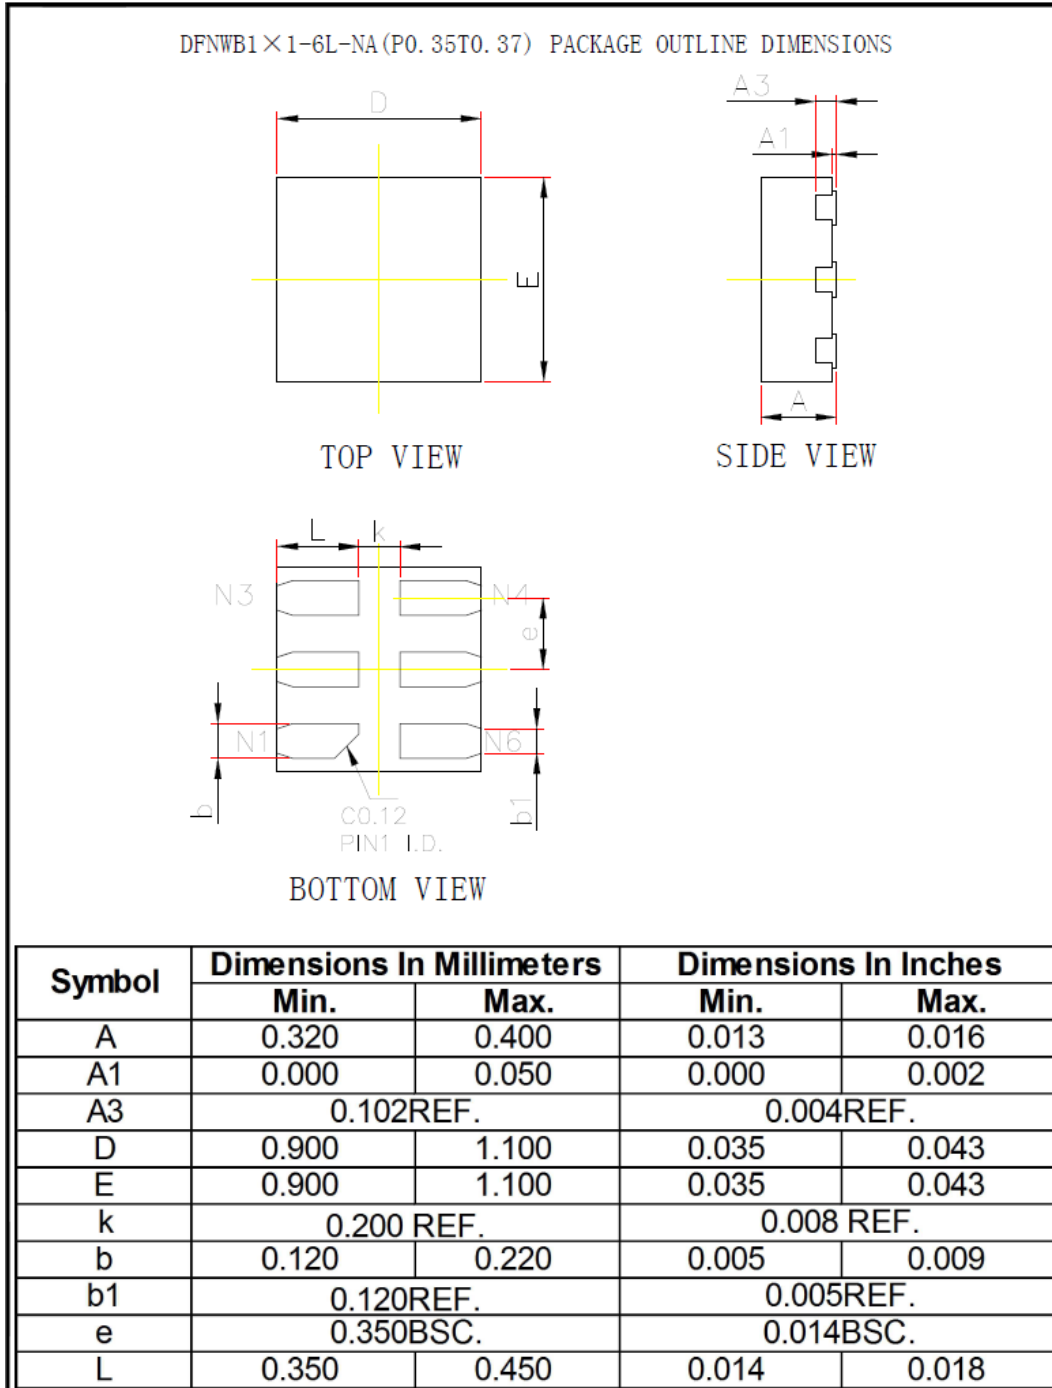 DFNWB1×1-6L-NA(P0.35T0.37) PACKAGE OUTLINE DIMENSIONS
D
A3
A1
E
A
TOP VIEW
SIDE VIEW
L
k
N3
N4
e
N1
N6
b
b1
C0.12
PIN1 I.D.
BOTTOM VIEW
Symbol Dimensions In Millimeters Dimensions In Inches
Min. Max. Min. Max.
A 0.320 0.400 0.013 0.016
A1 0.000 0.050 0.000 0.002
A3 0.102REF. 0.004REF.
D 0.900 1.100 0.035 0.043
E 0.900 1.100 0.035 0.043
k 0.200 REF. 0.008 REF.
b 0.120 0.220 0.005 0.009
b1 0.120REF. 0.005REF.
e 0.350BSC. 0.014BSC.
L 0.350 0.450 0.014 0.018